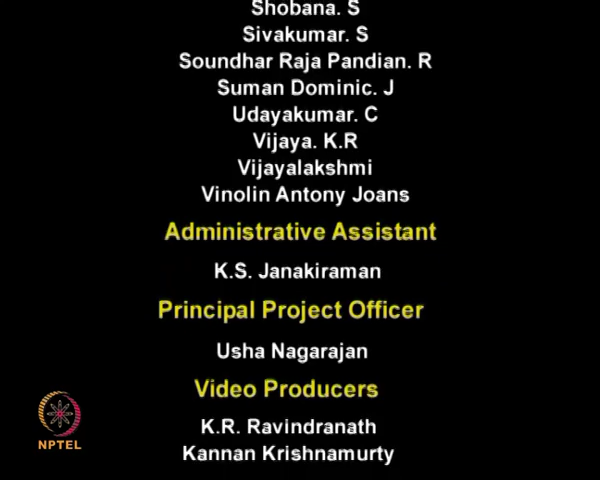 Shobana. S
Sivakumar. S
Soundhar Raja Pandian. R
Suman Dominic. J
Udayakumar. C
Vijaya. K.R
Vijayalakshmi
Vinolin Antony Joans
Administrative Assistant
K.S. Janakiraman
Principal Project Officer
Usha Nagarajan
Video Producers
K.R. Ravindranath
Kannan Krishnamurty
NPTEL